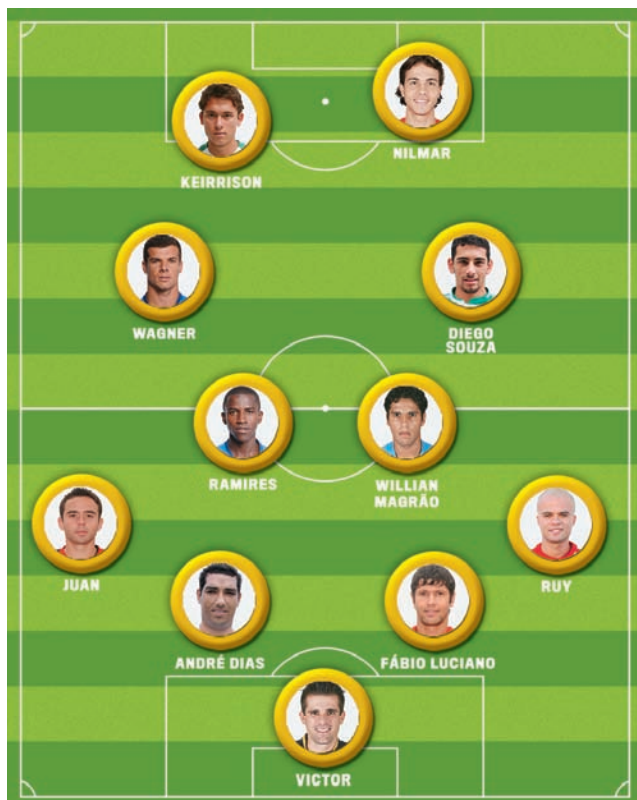 NILMAR
KEIRRISON
WAGNER
DIEGO
SOUZA
RAMIRES
WILLIAN
MAGRÃO
JUAN
RUY
ANDRÉ DIAS
FÁBIO LUCIANO
VICTOR